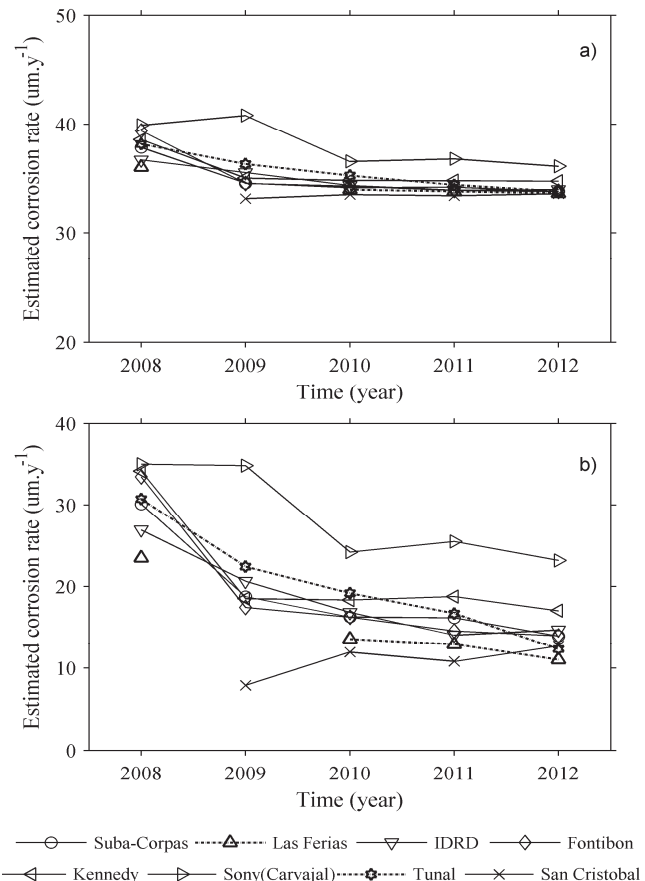 50
a)
40
30
20
Estimated corrosion rate (um.y-1)
2008 2009 2010 2011 2012
Time (year)
40
b)
30
20
10
0
Estimated corrosion rate (um.y-1)
2008 2009 2010 2011 2012
Time (year)
Suba-Corpas Las Ferias IDRD Fontibon
Kennedy Sony(Carvajal) Tunal San Cristobal